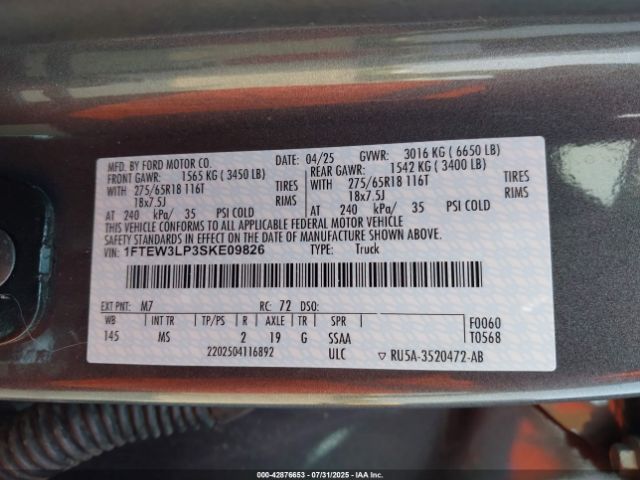 MFD. BY FORD MOTOR CO. DATE: 04/25 GVWR: 3016 KG ( 6650 LB)
FRONT GAWR: 1565 KG ( 3450 LB) REAR GAWR: 1542 KG ( 3400 LB)
WITH 275/65R18 116T TIRES WITH 275/65R18 116T TIRES
18x7.5J RIMS 18x7.5J RIMS
AT 240 kPa/ 35 PSI COLD AT 240 kPa/ 35 PSI COLD
THIS VEHICLE CONFORMS TO ALL APPLICABLE FEDERAL MOTOR VEHICLE
SAFETY AND THEFT PREVENTION STANDARDS IN EFFECT ON THE DATE OF MANUFACTURE SHOWN ABOVE.
VIN: 1FTEW3LP3SKE09826 TYPE: Truck
EXT PNT: M7 RC: 72 DSO:
WB INT TR TP/PS R AXLE TR SPR F0060
145 MS 2 19 G SSAA T0568
2202504116892 ULC ▽ RU5A-3520472-AB
000-42876653 - 07/31/2025 - IAA Inc.